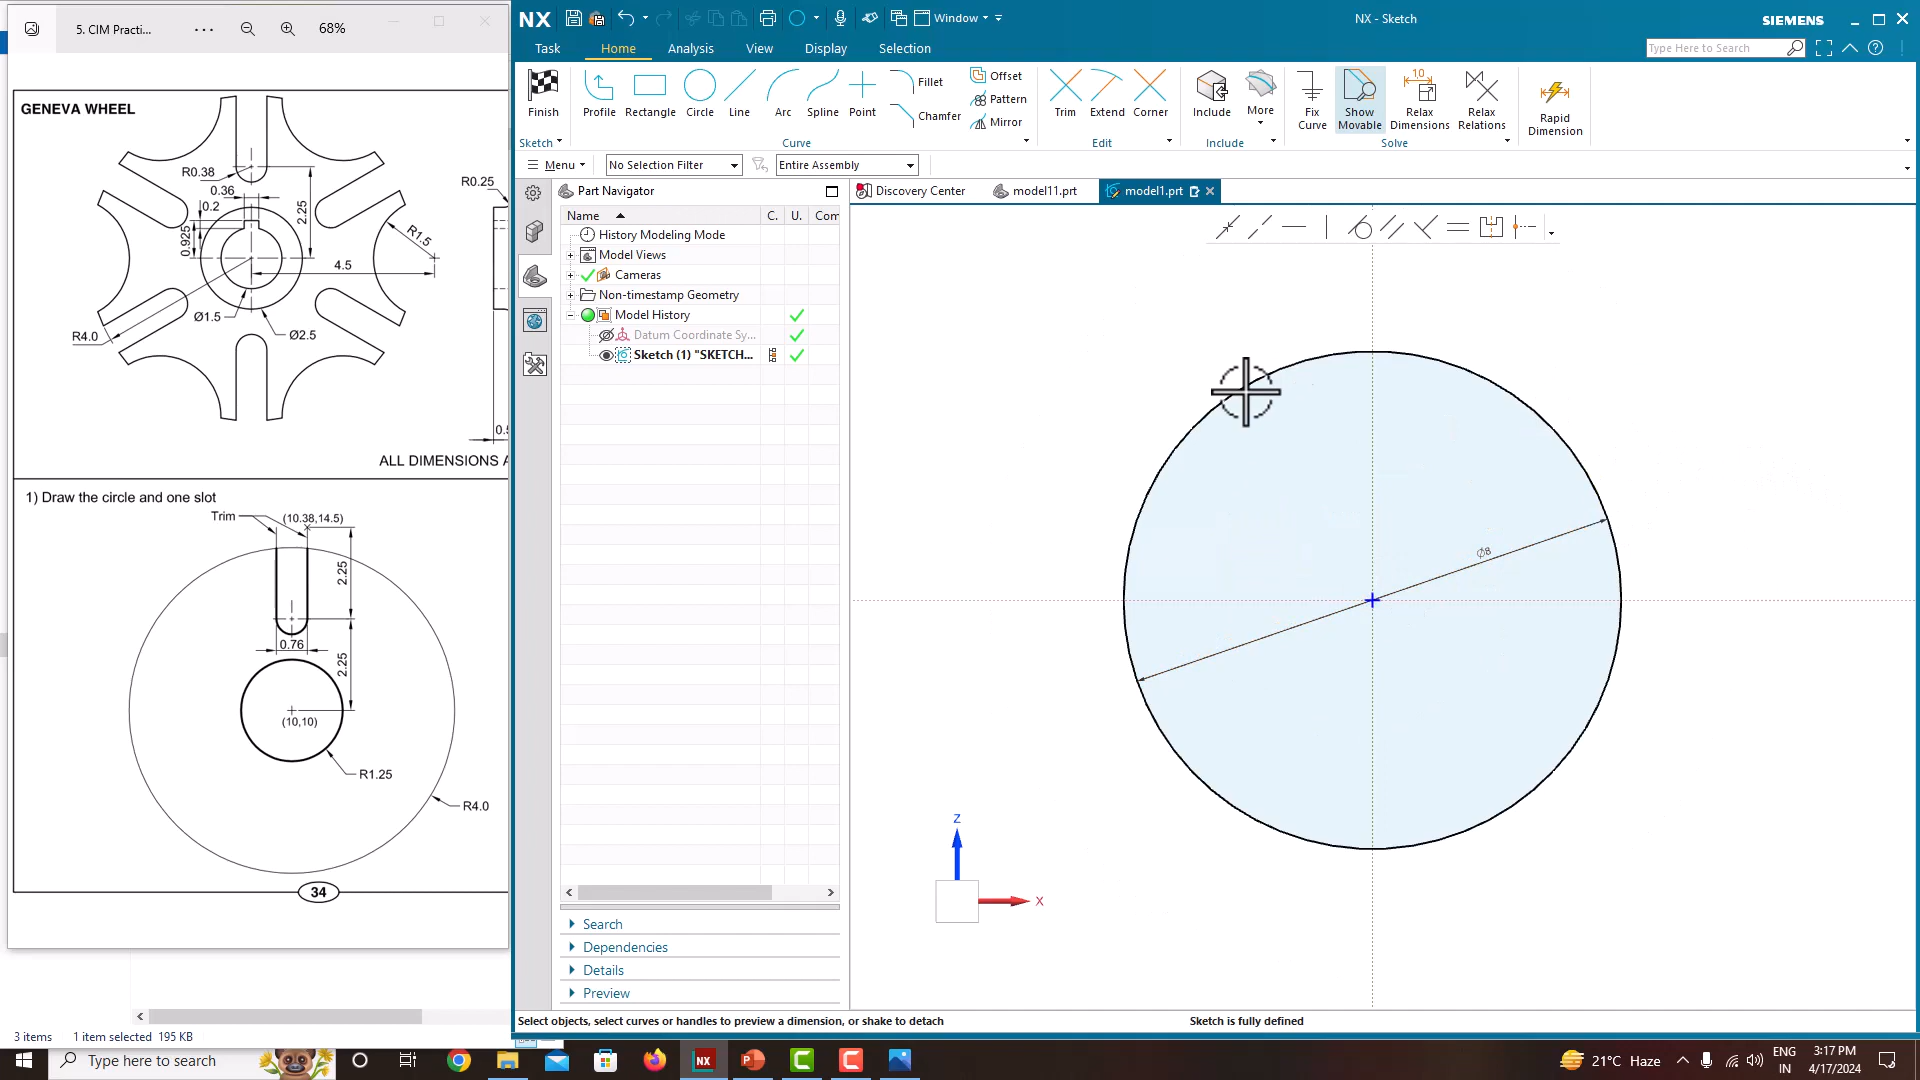 5. CIM Practi...
68%
GENEVA WHEEL
R0.38
0.36
0.2
0.925
2.25
R1.5
4.5
Ø1.5
Ø2.5
R4.0
R0.25
0.5
ALL DIMENSIONS A
1) Draw the circle and one slot
Trim
(10.38,14.5)
2.25
0.76
2.25
(10,10)
R1.25
R4.0
34
3 items
1 item selected 195 KB
NX
Window
NX - Sketch
SIEMENS
Task
Home
Analysis
View
Display
Selection
Type Here to Search
Finish
Profile
Rectangle
Circle
Line
Arc
Spline
Point
Fillet
Chamfer
Offset
Pattern
Mirror
Trim
Extend
Corner
Include
More
Fix Curve
Show Movable
1,0
Relax Dimensions
Relax Relations
Rapid Dimension
Sketch
Curve
Edit
Include
Solve
Menu
No Selection Filter
Entire Assembly
Part Navigator
Discovery Center
model11.prt
model1.prt
Name
C.
U.
Com
History Modeling Mode
Model Views
Cameras
Non-timestamp Geometry
Model History
Datum Coordinate Sy...
Sketch (1) "SKETCH...
Search
Dependencies
Details
Preview
Ø8
Z
X
Select objects, select curves or handles to preview a dimension, or shake to detach
Sketch is fully defined
Type here to search
NX
21°C Haze
ENG
IN
3:17 PM
4/17/2024